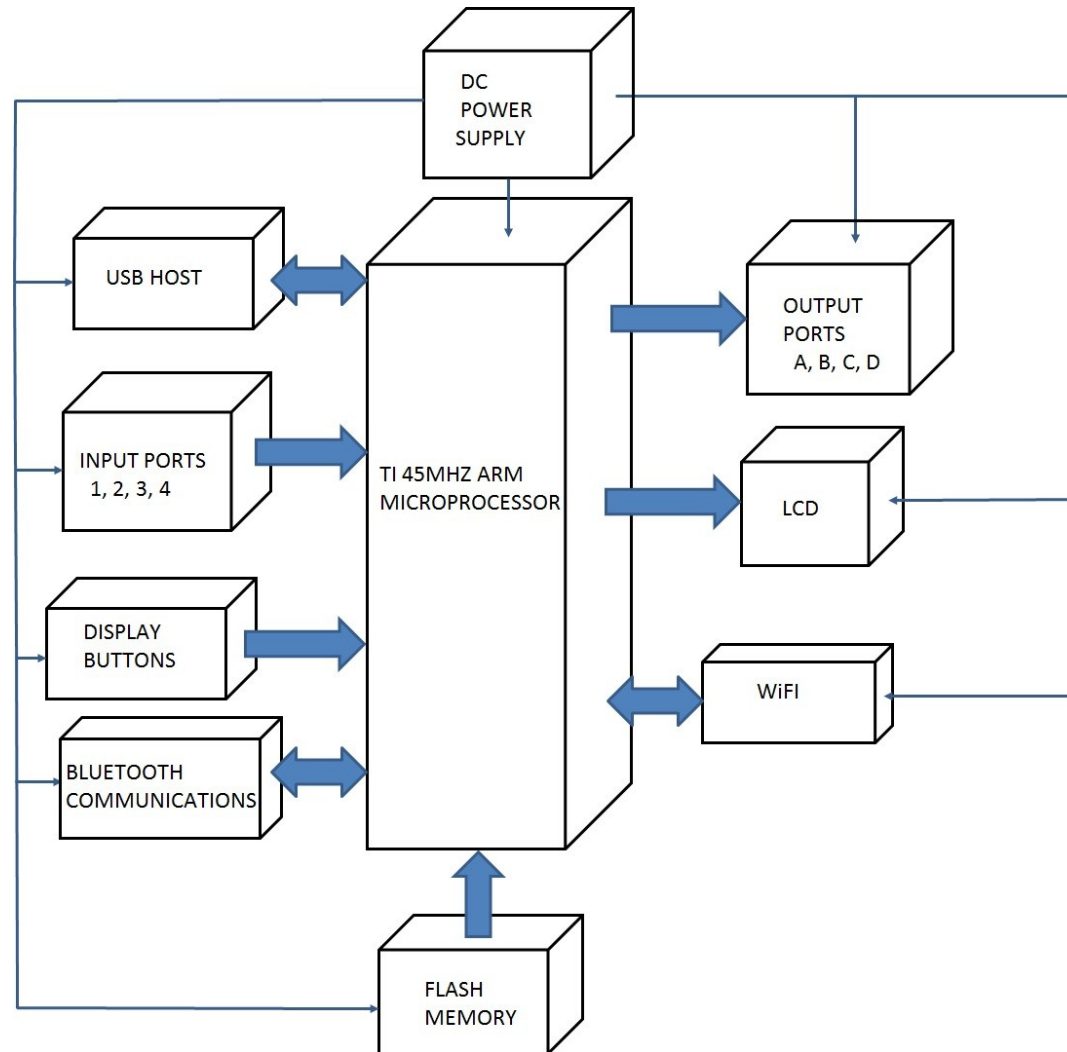 DC
POWER
SUPPLY
USB HOST
INPUT PORTS
1, 2, 3, 4
DISPLAY
BUTTONS
BLUETOOTH
COMMUNICATIONS
TI 45MHZ ARM
MICROPROCESSOR
OUTPUT
PORTS
A, B, C, D
LCD
WiFI
FLASH
MEMORY